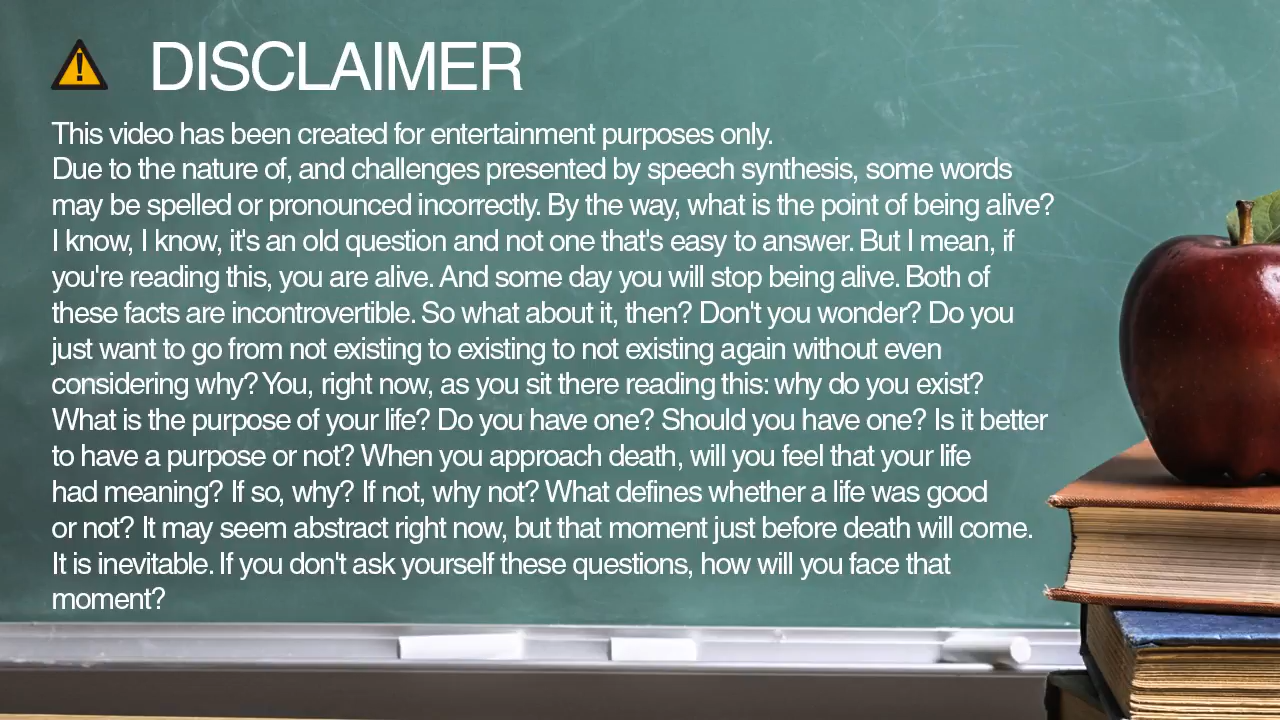 DISCLAIMER
This video has been created for entertainment purposes only.
Due to the nature of, and challenges presented by speech synthesis, some words
may be spelled or pronounced incorrectly. By the way, what is the point of being alive?
I know, I know, it's an old question and not one that's easy to answer. But I mean, if
you're reading this, you are alive. And some day you will stop being alive. Both of
these facts are incontrovertible. So what about it, then? Don't you wonder? Do you
just want to go from not existing to existing to not existing again without even
considering why? You, right now, as you sit there reading this: why do you exist?
What is the purpose of your life? Do you have one? Should you have one? Is it better
to have a purpose or not? When you approach death, will you feel that your life
had meaning? If so, why? If not, why not? What defines whether a life was good
or not? It may seem abstract right now, but that moment just before death will come.
It is inevitable. If you don't ask yourself these questions, how will you face that
moment?